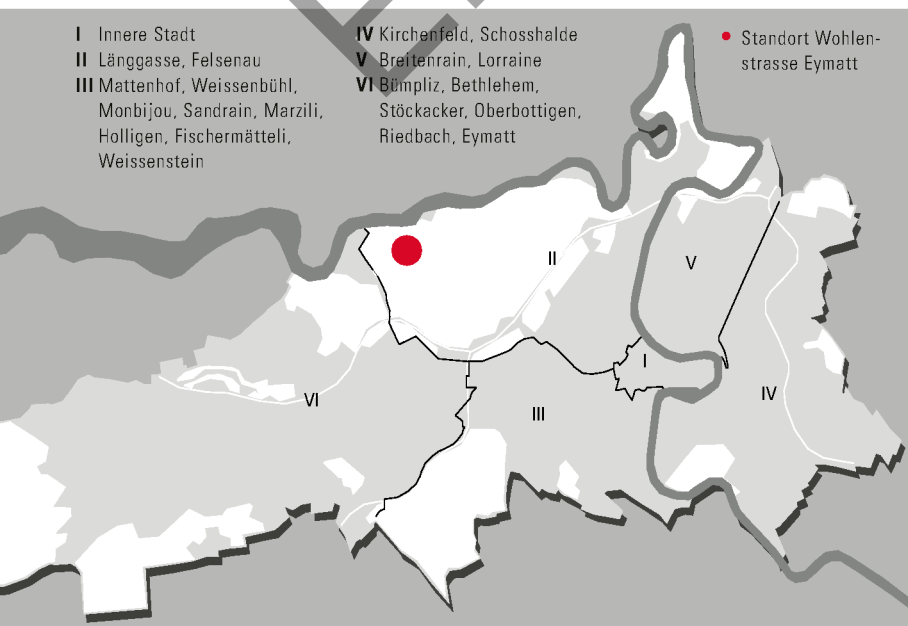 I Innere Stadt
II Länggasse, Felsenau
III Mattenhof, Weissenbühl,
Monbijou, Sandrain, Marzili,
Holligen, Fischermätteli,
Weissenstein
IV Kirchenfeld, Schosshalde
V Breitenrain, Lorraine
VI Bümpliz, Bethlehem,
Stöckacker, Oberbottigen,
Riedbach, Eymatt
Standort Wohlen-
strasse Eymatt
II
V
I
IV
VI
III